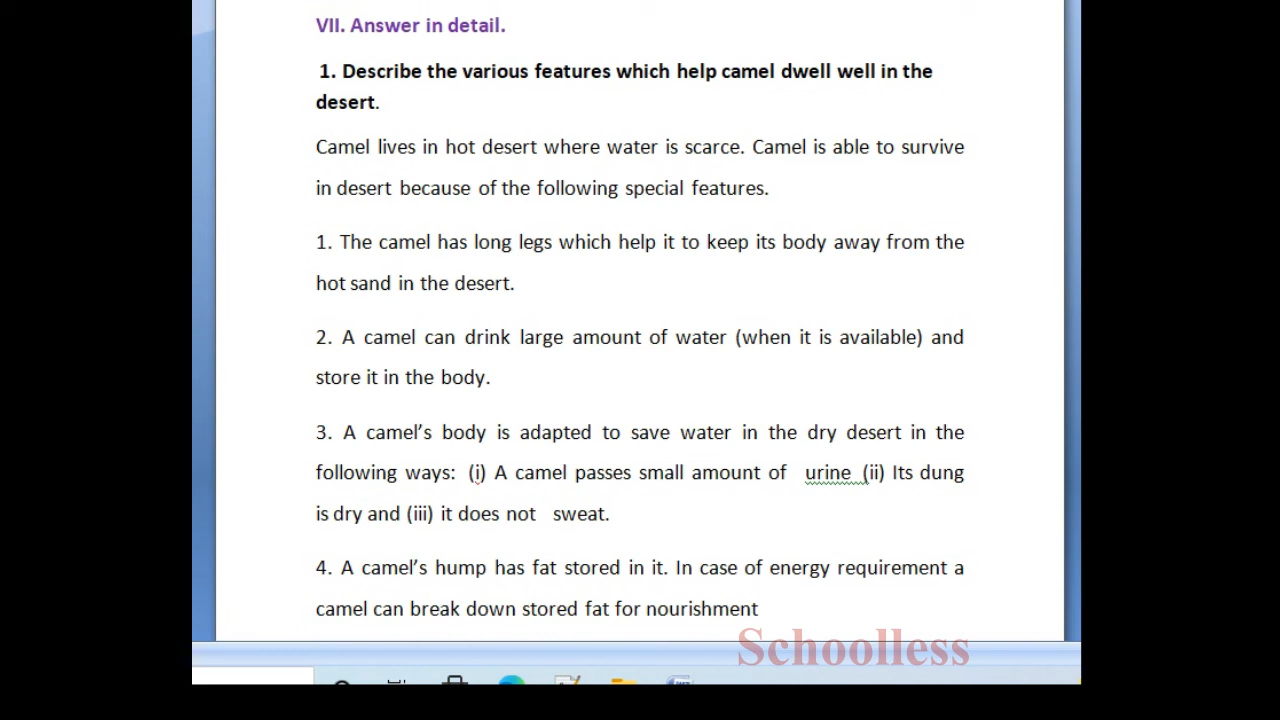 VII. Answer in detail.
1. Describe the various features which help camel dwell well in the
desert.
Camel lives in hot desert where water is scarce. Camel is able to survive
in desert because of the following special features.
1. The camel has long legs which help it to keep its body away from the
hot sand in the desert.
2. A camel can drink large amount of water (when it is available) and
store it in the body.
3. A camel’s body is adapted to save water in the dry desert in the
following ways: (i) A camel passes small amount of urine (ii) Its dung
is dry and (iii) it does not sweat.
4. A camel’s hump has fat stored in it. In case of energy requirement a
camel can break down stored fat for nourishment
Schoolless